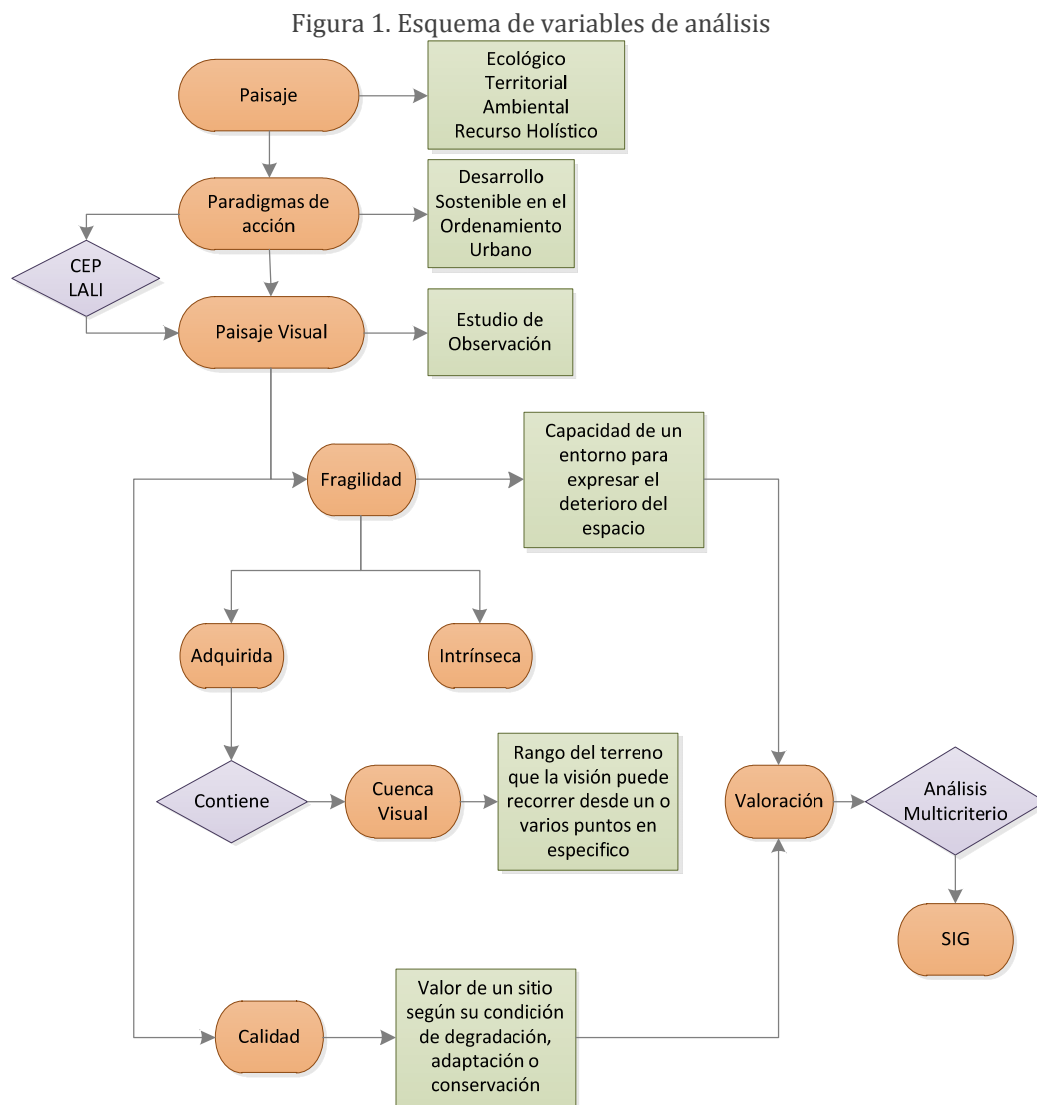 Figura 1. Esquema de variables de análisis
Paisaje
Ecológico
Territorial
Ambiental
Recurso Holístico
Paradigmas de
acción
Desarrollo
Sostenible en el
Ordenamiento
Urbano
CEP
LALI
Paisaje Visual
Estudio de
Observación
Fragilidad
Capacidad de un
entorno para
expresar el
deterioro del
espacio
Adquirida
Intrínseca
Contiene
Cuenca
Visual
Rango del terreno
que la visión puede
recorrer desde un o
varios puntos en
especifico
Valoración
Análisis
Multicriterio
SIG
Calidad
Valor de un sitio
según su condición
de degradación,
adaptación o
conservación